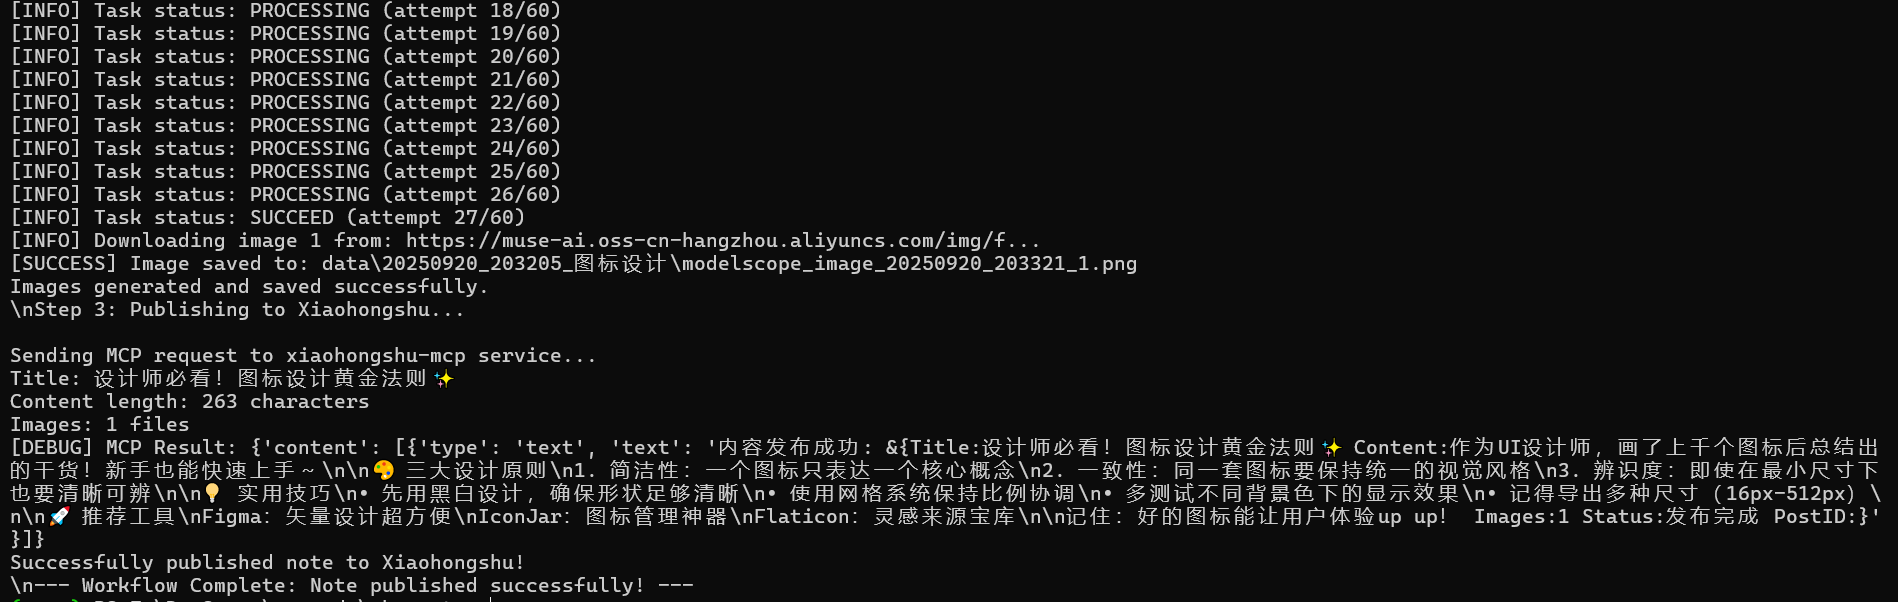 [INFO] Task status: PROCESSING (attempt 18/60)
[INFO] Task status: PROCESSING (attempt 19/60)
[INFO] Task status: PROCESSING (attempt 20/60)
[INFO] Task status: PROCESSING (attempt 21/60)
[INFO] Task status: PROCESSING (attempt 22/60)
[INFO] Task status: PROCESSING (attempt 23/60)
[INFO] Task status: PROCESSING (attempt 24/60)
[INFO] Task status: PROCESSING (attempt 25/60)
[INFO] Task status: PROCESSING (attempt 26/60)
[INFO] Task status: SUCCEED (attempt 27/60)
[INFO] Downloading image 1 from: https://muse-ai.oss-cn-hangzhou.aliyuncs.com/img/f...
[SUCCESS] Image saved to: data\20250920_203205_图标设计\modelscope_image_20250920_203321_1.png
Images generated and saved successfully.
\nStep 3: Publishing to Xiaohongshu...
Sending MCP request to xiaohongshu-mcp service...
Title: 设计师必看！图标设计黄金法则✨
Content length: 263 characters
Images: 1 files
[DEBUG] MCP Result: {'content': [{'type': 'text', 'text': '内容发布成功: &{Title:设计师必看！图标设计黄金法则✨ Content:作为UI设计师，画了上千个图标后总结出
的干货！新手也能快速上手～\n\n🎨 三大设计原则\n1. 简洁性：一个图标只表达一个核心概念\n2. 一致性：同一套图标要保持统一的视觉风格\n3. 辨识度：即使在最小尺寸下
也要清晰可辨\n\n💡 实用技巧\n• 先用黑白设计，确保形状足够清晰\n• 使用网格系统保持比例协调\n• 多测试不同背景色下的显示效果\n• 记得导出多种尺寸（16px-512px）\
n\n🚀 推荐工具\nFigma：矢量设计超方便\nIconJar：图标管理神器\nFlaticon：灵感来源宝库\n\n记住：好的图标能让用户体验up up！ Images:1 Status:发布完成 PostID:}'
}]}
Successfully published note to Xiaohongshu!
\n--- Workflow Complete: Note published successfully! ---